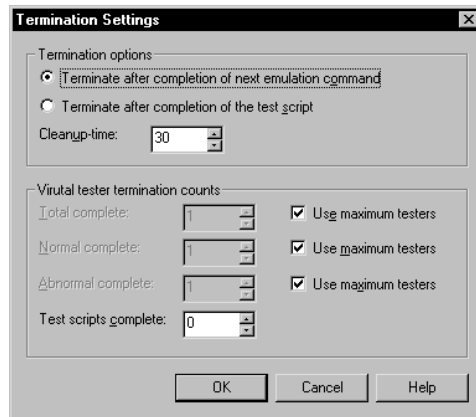 Termination Settings
Termination options
Terminate after completion of next emulation command
Terminate after completion of the test script
Cleanup-time: 30
Virutal tester termination counts
Total complete: 1 Use maximum testers
Normal complete: 1 Use maximum testers
Abnormal complete: 1 Use maximum testers
Test scripts complete: 0
OK Cancel Help